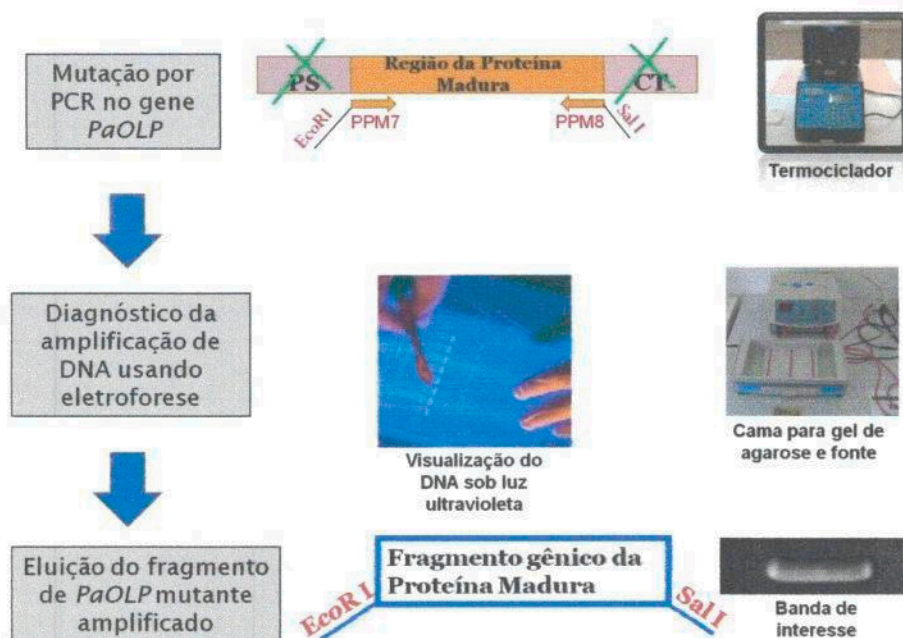 Mutação por
PCR no gene
PaOLP
PS
Região da Proteína
Madura
CT
EcoRI
PPM7
PPM8
Sal I
Termociclador
Diagnóstico da
amplificação de
DNA usando
eletroforese
Visualização do
DNA sob luz
ultravioleta
Cama para gel de
agarose e fonte
Eluição do fragmento
de PaOLP mutante
amplificado
EcoR I
Fragmento gênico da
Proteína Madura
Sal I
Banda de
interesse